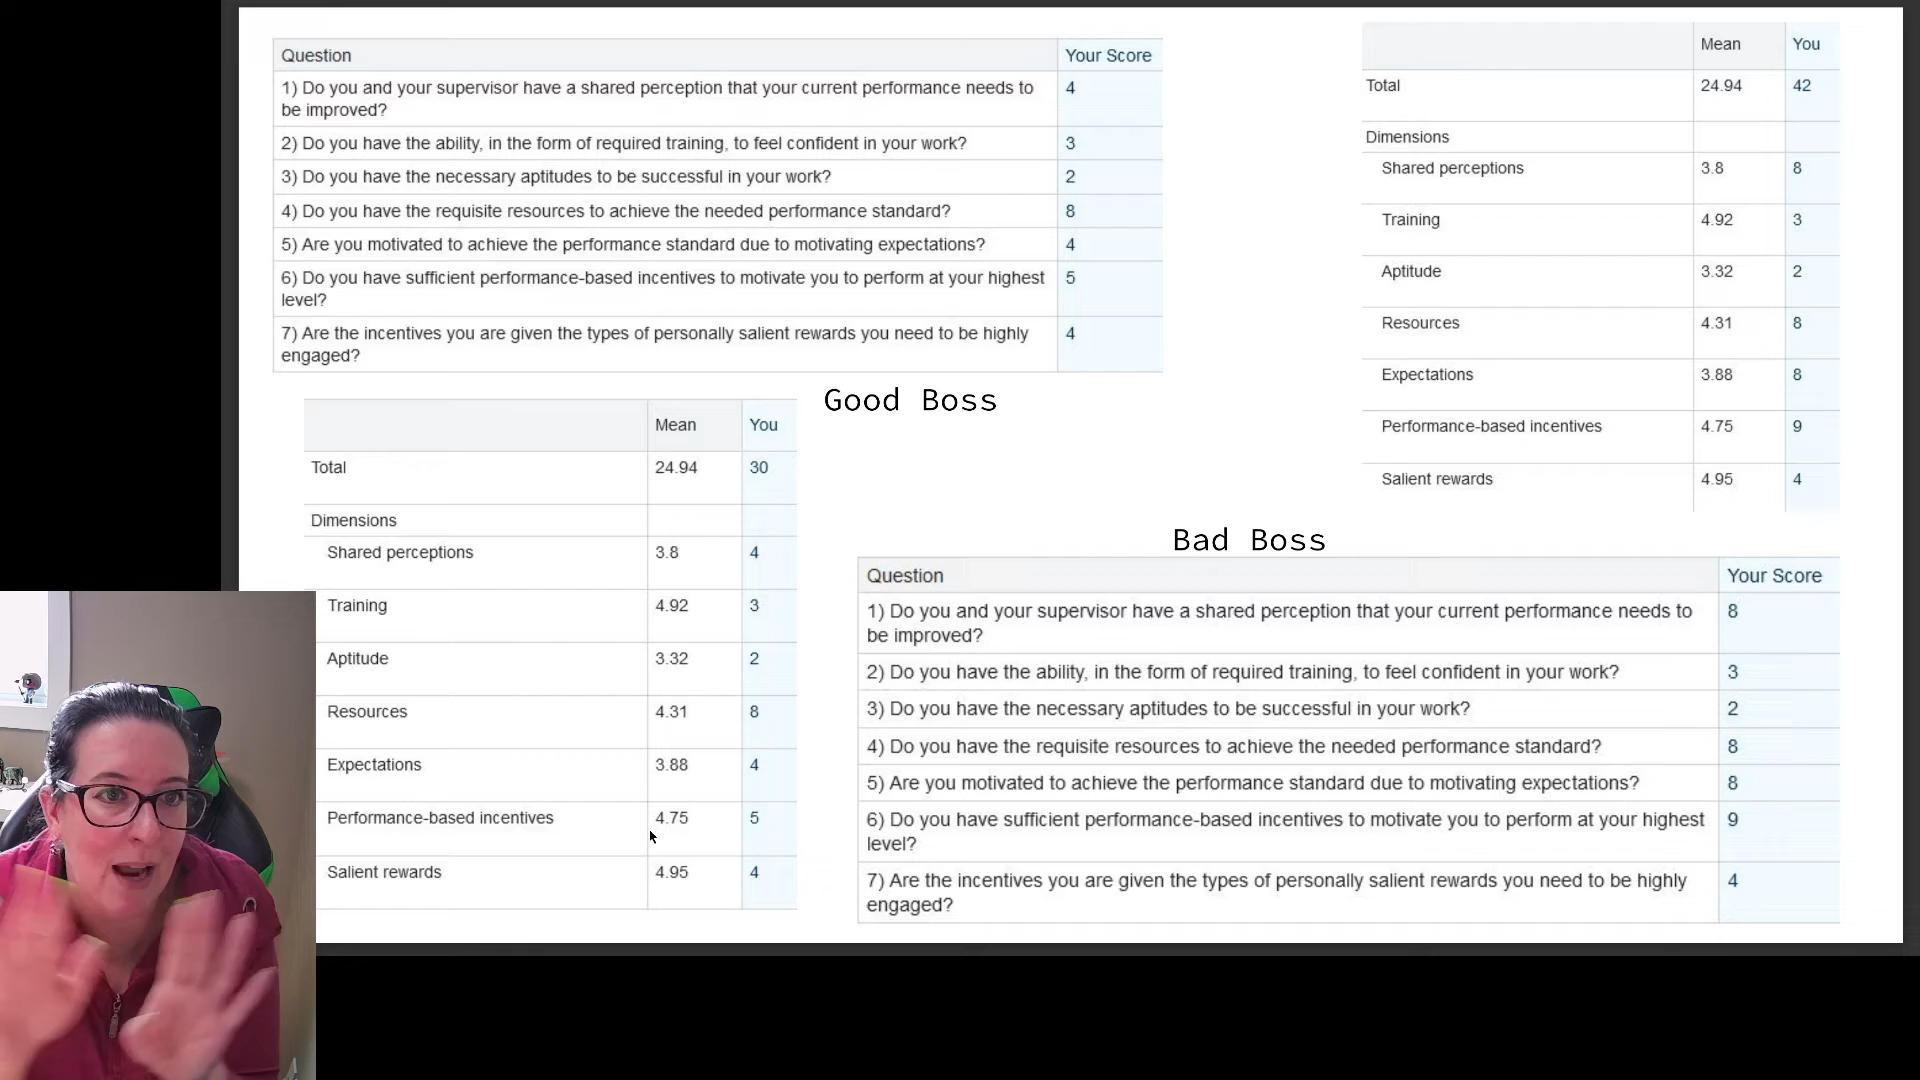 Question Your Score
1) Do you and your supervisor have a shared perception that your current performance needs to 4
be improved?
2) Do you have the ability, in the form of required training, to feel confident in your work? 3
3) Do you have the necessary aptitudes to be successful in your work? 2
4) Do you have the requisite resources to achieve the needed performance standard? 8
5) Are you motivated to achieve the performance standard due to motivating expectations? 4
6) Do you have sufficient performance-based incentives to motivate you to perform at your highest 5
level?
7) Are the incentives you are given the types of personally salient rewards you need to be highly 4
engaged?
Good Boss
Mean You
Total 24.94 30
Dimensions
Shared perceptions 3.8 4
Training 4.92 3
Aptitude 3.32 2
Resources 4.31 8
Expectations 3.88 4
Performance-based incentives 4.75 5
Salient rewards 4.95 4
Mean You
Total 24.94 42
Dimensions
Shared perceptions 3.8 8
Training 4.92 3
Aptitude 3.32 2
Resources 4.31 8
Expectations 3.88 8
Performance-based incentives 4.75 9
Salient rewards 4.95 4
Bad Boss
Question Your Score
1) Do you and your supervisor have a shared perception that your current performance needs to 8
be improved?
2) Do you have the ability, in the form of required training, to feel confident in your work? 3
3) Do you have the necessary aptitudes to be successful in your work? 2
4) Do you have the requisite resources to achieve the needed performance standard? 8
5) Are you motivated to achieve the performance standard due to motivating expectations? 8
6) Do you have sufficient performance-based incentives to motivate you to perform at your highest 9
level?
7) Are the incentives you are given the types of personally salient rewards you need to be highly 4
engaged?